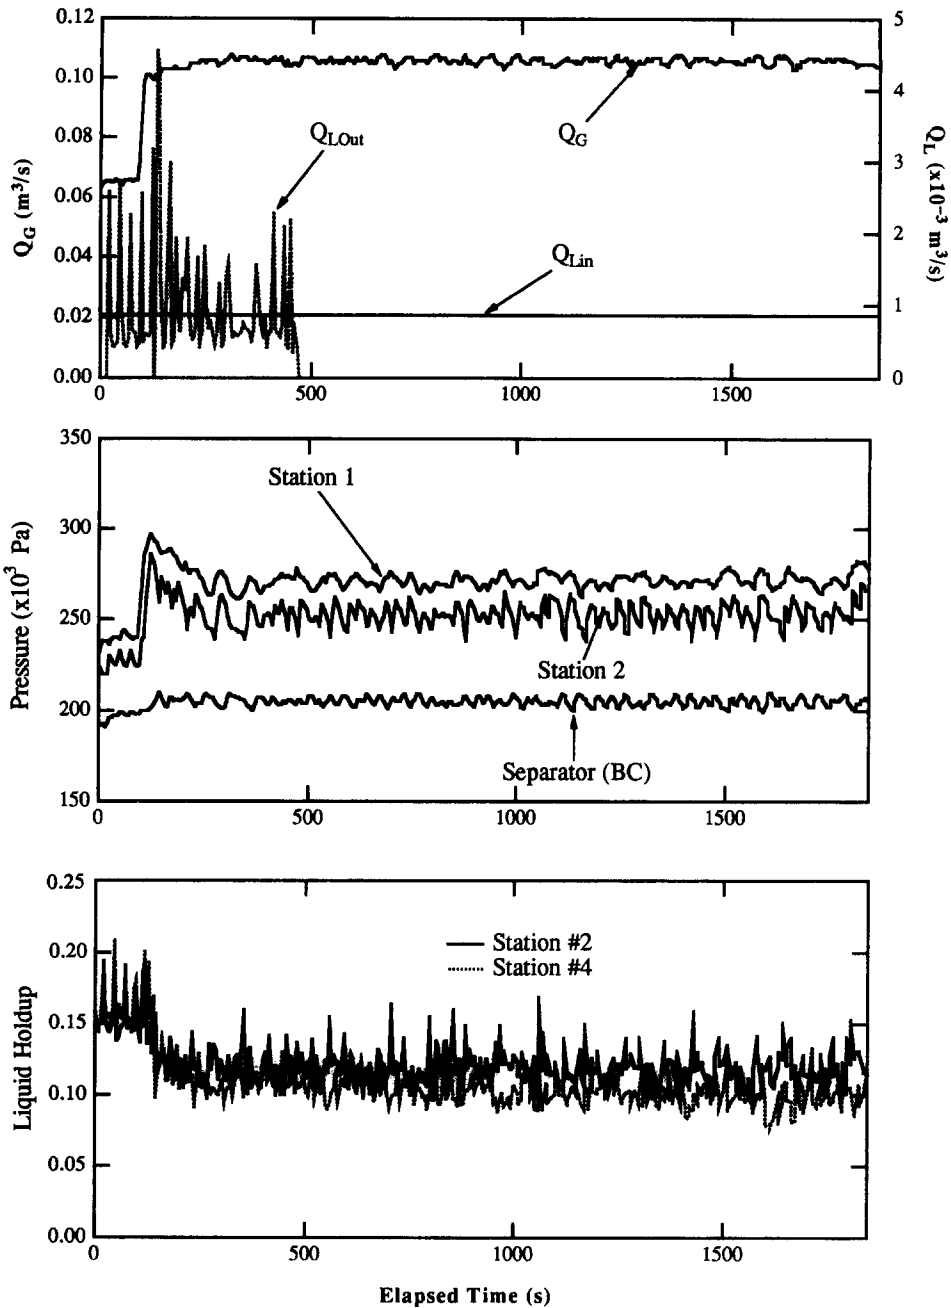 0.12
0.10
0.08
0.06
0.04
0.02
0.00
Q_G (m³/s)
Q_LOut
Q_G
Q_Lin
5
4
3
2
1
0
Q_L (x10⁻³ m³/s)
500
1000
1500
350
300
250
200
150
Pressure (x10³ Pa)
Station 1
Station 2
Separator (BC)
0
500
1000
1500
0.25
0.20
0.15
0.10
0.05
0.00
Liquid Holdup
Station #2
Station #4
0
500
1000
1500
Elapsed Time (s)